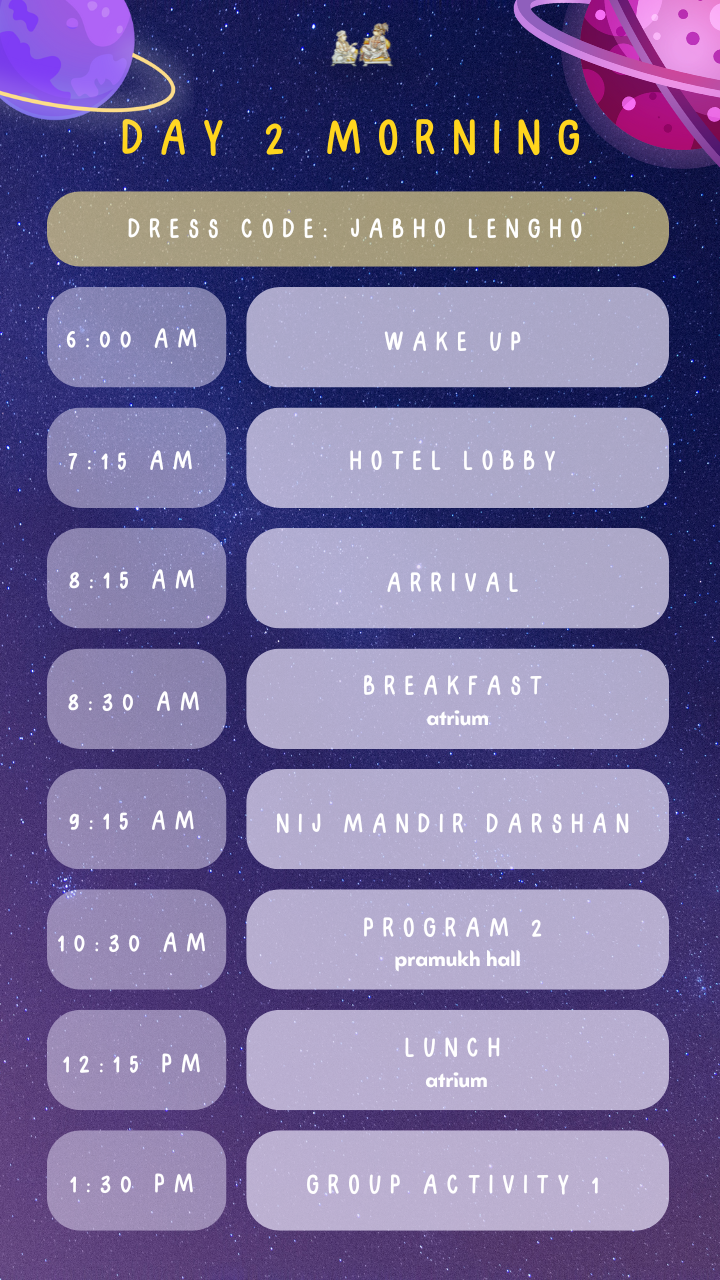 DAY 2 MORNING
DRESS CODE: JABHO LENGHO
6:00 AM
WAKE UP
7:15 AM
HOTEL LOBBY
8:15 AM
ARRIVAL
8:30 AM
BREAKFAST
atrium
9:15 AM
NIJ MANDIR DARSHAN
10:30 AM
PROGRAM 2
pramukh hall
12:15 PM
LUNCH
atrium
1:30 PM
GROUP ACTIVITY 1